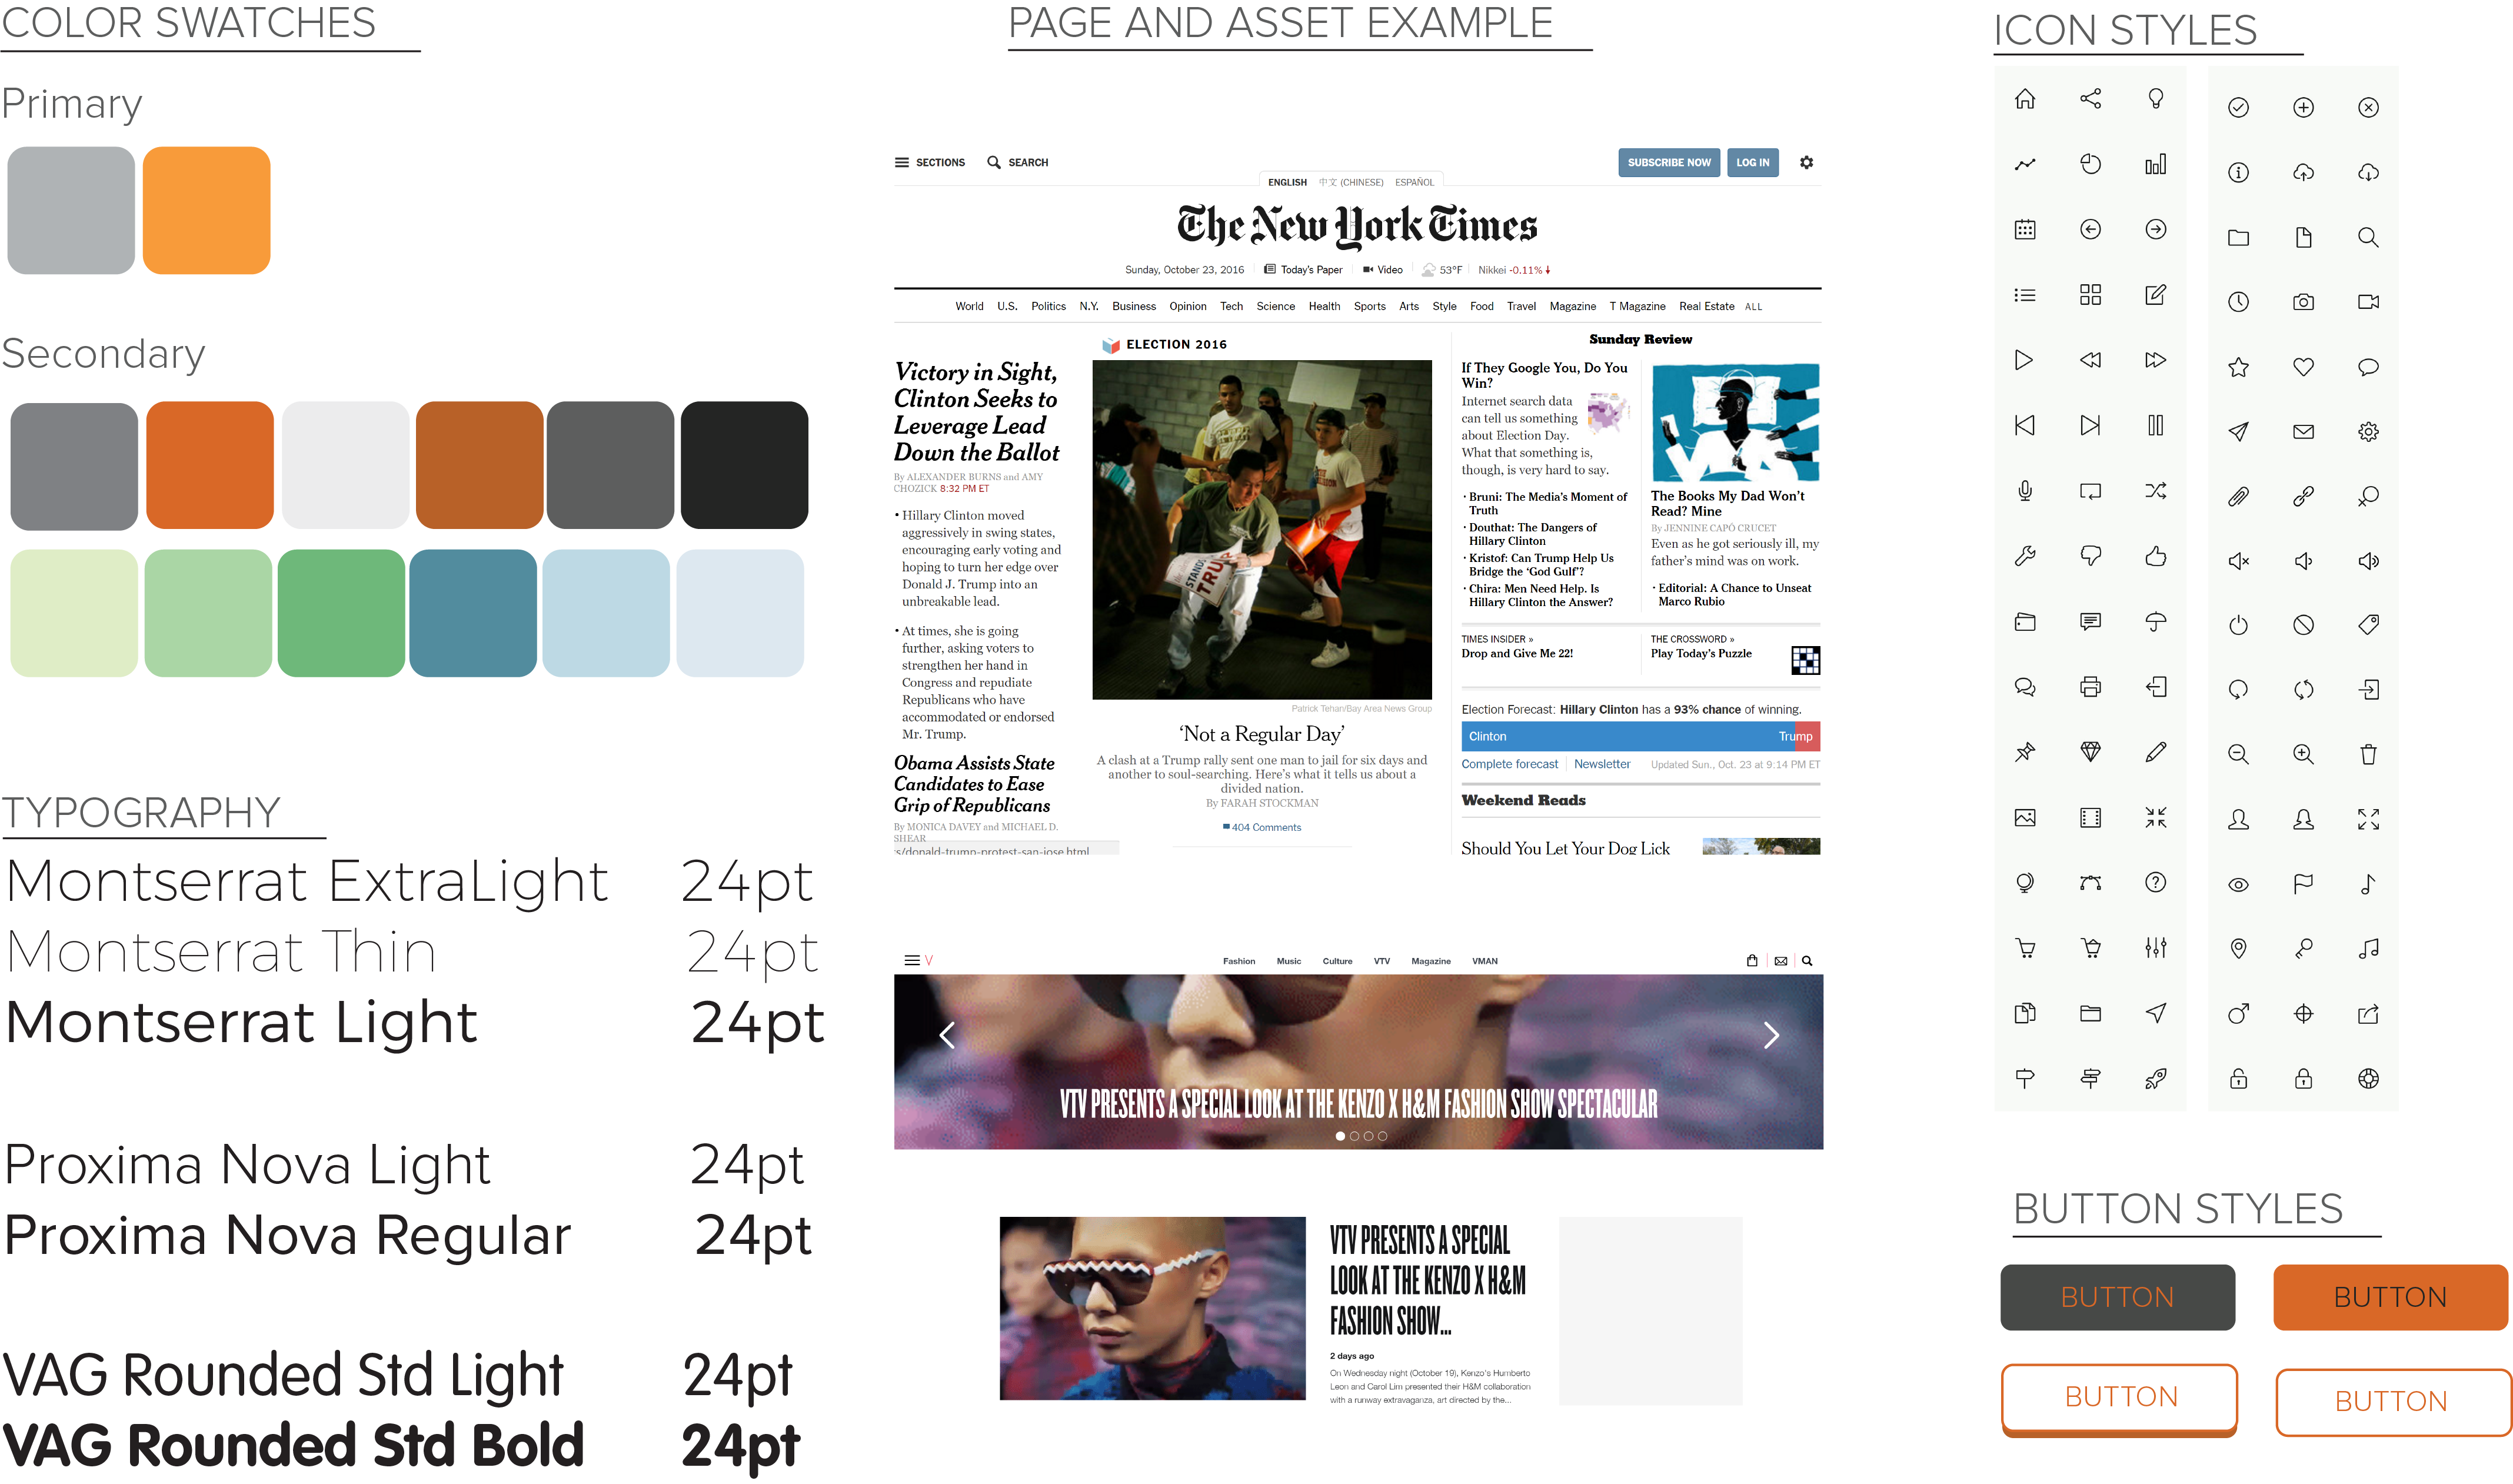 COLOR SWATCHES
Primary
Secondary
TYPOGRAPHY
Montserrat ExtraLight 24pt
Montserrat Thin 24pt
Montserrat Light 24pt
Proxima Nova Light 24pt
Proxima Nova Regular 24pt
VAG Rounded Std Light 24pt
VAG Rounded Std Bold 24pt
PAGE AND ASSET EXAMPLE
SECTIONS SEARCH SUBSCRIBE NOW LOG IN
ENGLISH 中文 (CHINESE) ESPAÑOL
The New York Times
Sunday, October 23, 2016 Today's Paper Video 53°F Nikkei -0.11%
World U.S. Politics N.Y. Business Opinion Tech Science Health Sports Arts Style Food Travel Magazine T Magazine Real Estate ALL
Victory in Sight,
Clinton Seeks to
Leverage Lead
Down the Ballot
By ALEXANDER BURNS and AMY
CHOZICK 8:32 PM ET
• Hillary Clinton moved
aggressively in swing states,
encouraging early voting and
hoping to turn her edge over
Donald J. Trump into an
unbreakable lead.
• At times, she is going
further, asking voters to
strengthen her hand in
Congress and repudiate
Republicans who have
accommodated or endorsed
Mr. Trump.
Obama Assists State
Candidates to Ease
Grip of Republicans
By MONICA DAVEY and MICHAEL D.
SHEAR
s/donald-trump-protest-san-jose.html
ELECTION 2016
STANDS
TRU
Patrick Tehan/Bay Area News Group
‘Not a Regular Day’
A clash at a Trump rally sent one man to jail for six days and
another to soul-searching. Here’s what it tells us about a
divided nation.
By FARAH STOCKMAN
404 Comments
Sunday Review
If They Google You, Do You
Win?
Internet search data
can tell us something
about Election Day.
What that something is,
though, is very hard to say.
· Bruni: The Media’s Moment of
Truth
· Douthat: The Dangers of
Hillary Clinton
· Kristof: Can Trump Help Us
Bridge the ‘God Gulf’?
· Chira: Men Need Help. Is
Hillary Clinton the Answer?
The Books My Dad Won’t
Read? Mine
By JENNINE CAPÓ CRUCET
Even as he got seriously ill, my
father’s mind was on work.
· Editorial: A Chance to Unseat
Marco Rubio
TIMES INSIDER »
Drop and Give Me 22!
THE CROSSWORD »
Play Today’s Puzzle
Election Forecast: Hillary Clinton has a 93% chance of winning.
Clinton Trump
Complete forecast Newsletter Updated Sun., Oct. 23 at 9:14 PM ET
Weekend Reads
Should You Let Your Dog Lick
V Fashion Music Culture VTV Magazine VMAN
VTV PRESENTS A SPECIAL LOOK AT THE KENZO X H&M FASHION SHOW SPECTACULAR
VTV PRESENTS A SPECIAL
LOOK AT THE KENZO X H&M
FASHION SHOW...
2 days ago
On Wednesday night (October 19), Kenzo's Humberto
Leon and Carol Lim presented their H&M collaboration
with a runway extravaganza, art directed by the...
ICON STYLES
BUTTON STYLES
BUTTON BUTTON
BUTTON BUTTON